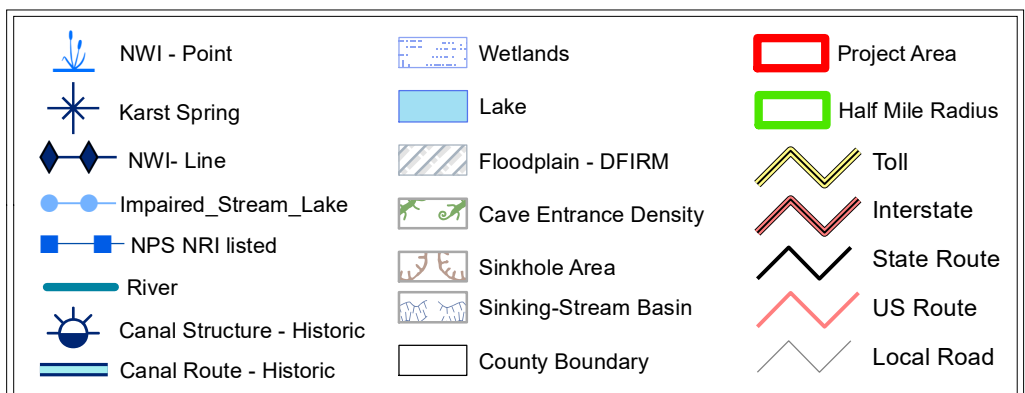 NWI - Point
Karst Spring
NWI- Line
Impaired_Stream_Lake
NPS NRI listed
River
Canal Structure - Historic
Canal Route - Historic
Wetlands
Lake
Floodplain - DFIRM
Cave Entrance Density
Sinkhole Area
Sinking-Stream Basin
County Boundary
Project Area
Half Mile Radius
Toll
Interstate
State Route
US Route
Local Road